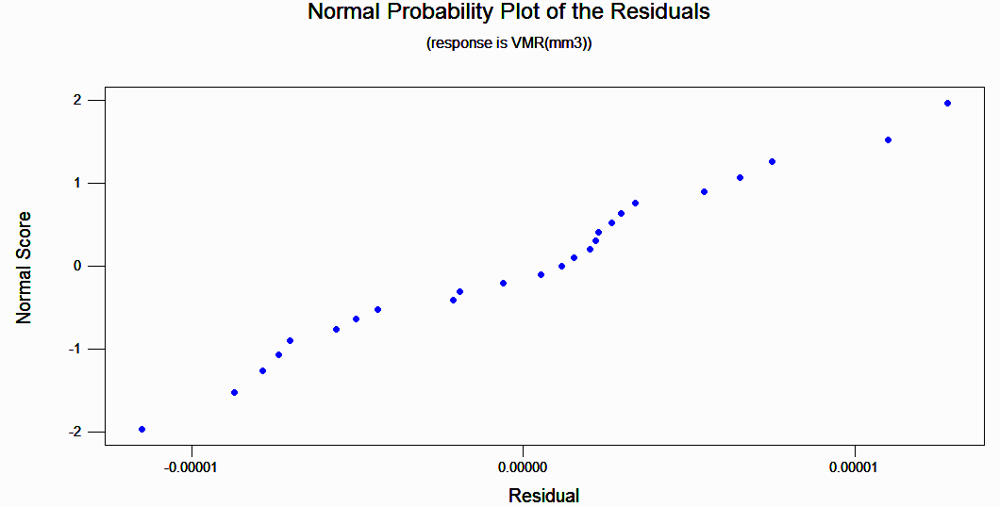 Normal Probability Plot of the Residuals
(response is VMR(mm3))
2
1
0
-1
-2
Normal Score
-0.00001
0.00000
0.00001
Residual